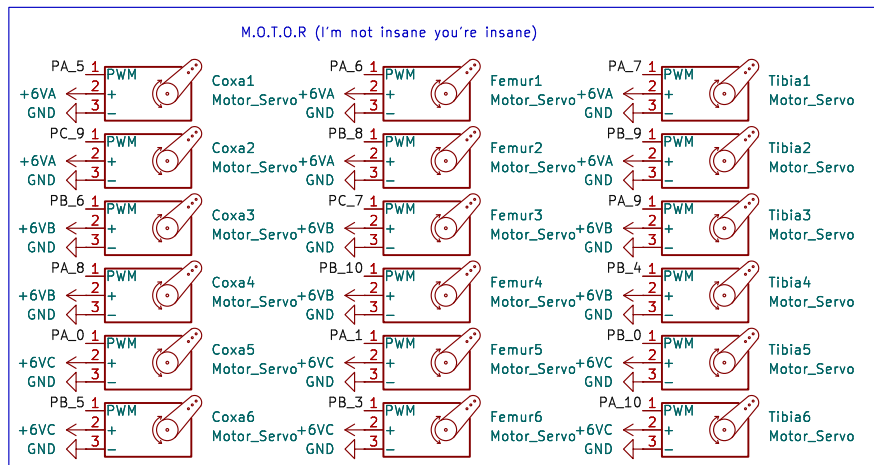 M.O.T.O.R (I'm not insane you're insane)
PA_5 1 PWM Coxa1 PA_6 1 PWM Femur1 PA_7 1 PWM Tibia1
+6VA 2 + Motor_Servo +6VA 2 + Motor_Servo +6VA 2 + Motor_Servo
GND 3 − GND 3 − GND 3 −
PC_9 1 PWM Coxa2 PB_8 1 PWM Femur2 PB_9 1 PWM Tibia2
+6VA 2 + Motor_Servo +6VA 2 + Motor_Servo +6VA 2 + Motor_Servo
GND 3 − GND 3 − GND 3 −
PB_6 1 PWM Coxa3 PC_7 1 PWM Femur3 PA_9 1 PWM Tibia3
+6VB 2 + Motor_Servo +6VB 2 + Motor_Servo +6VB 2 + Motor_Servo
GND 3 − GND 3 − GND 3 −
PA_8 1 PWM Coxa4 PB_10 1 PWM Femur4 PB_4 1 PWM Tibia4
+6VB 2 + Motor_Servo +6VB 2 + Motor_Servo +6VB 2 + Motor_Servo
GND 3 − GND 3 − GND 3 −
PA_0 1 PWM Coxa5 PA_1 1 PWM Femur5 PB_0 1 PWM Tibia5
+6VC 2 + Motor_Servo +6VC 2 + Motor_Servo +6VC 2 + Motor_Servo
GND 3 − GND 3 − GND 3 −
PB_5 1 PWM Coxa6 PB_3 1 PWM Femur6 PA_10 1 PWM Tibia6
+6VC 2 + Motor_Servo +6VC 2 + Motor_Servo +6VC 2 + Motor_Servo
GND 3 − GND 3 − GND 3 −